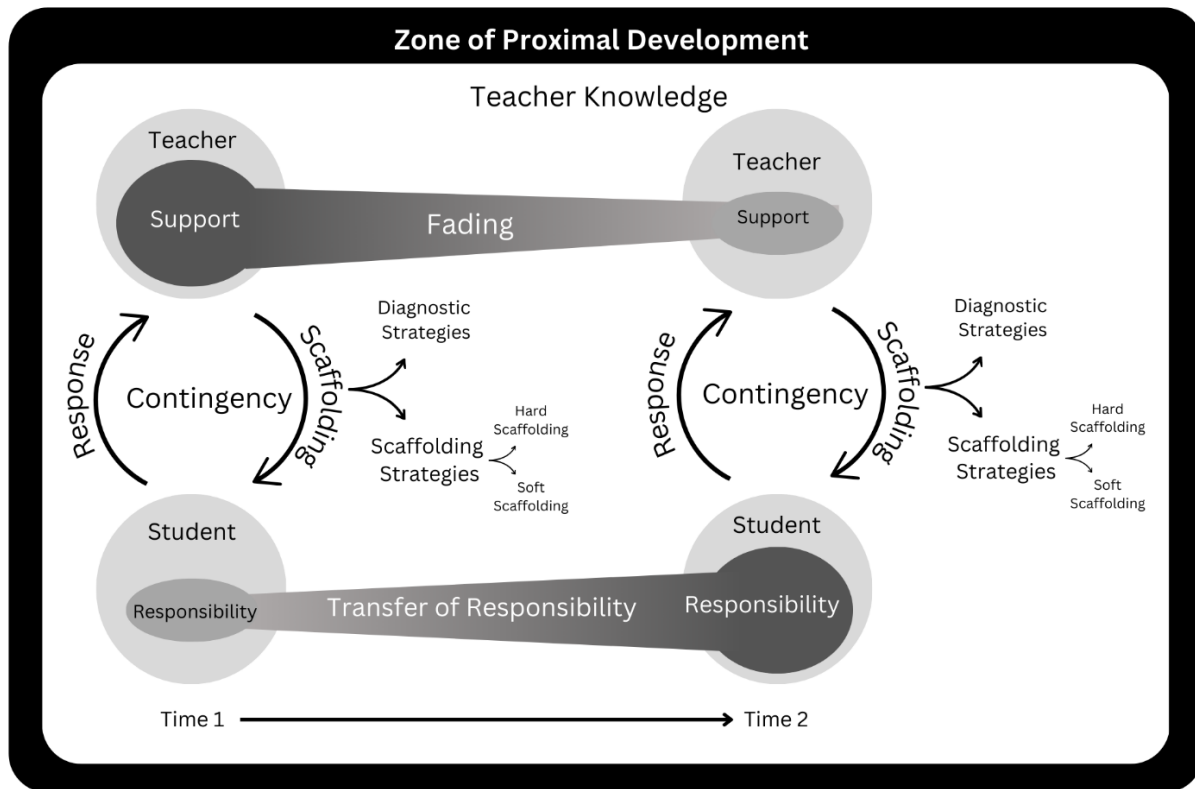 Zone of Proximal Development
Teacher Knowledge
Teacher
Support
Fading
Teacher
Support
Response
Contingency
Scaffolding
Diagnostic
Strategies
Scaffolding
Strategies
Hard
Scaffolding
Soft
Scaffolding
Response
Contingency
Scaffolding
Diagnostic
Strategies
Scaffolding
Strategies
Hard
Scaffolding
Soft
Scaffolding
Student
Responsibility
Transfer of Responsibility
Student
Responsibility
Time 1
Time 2